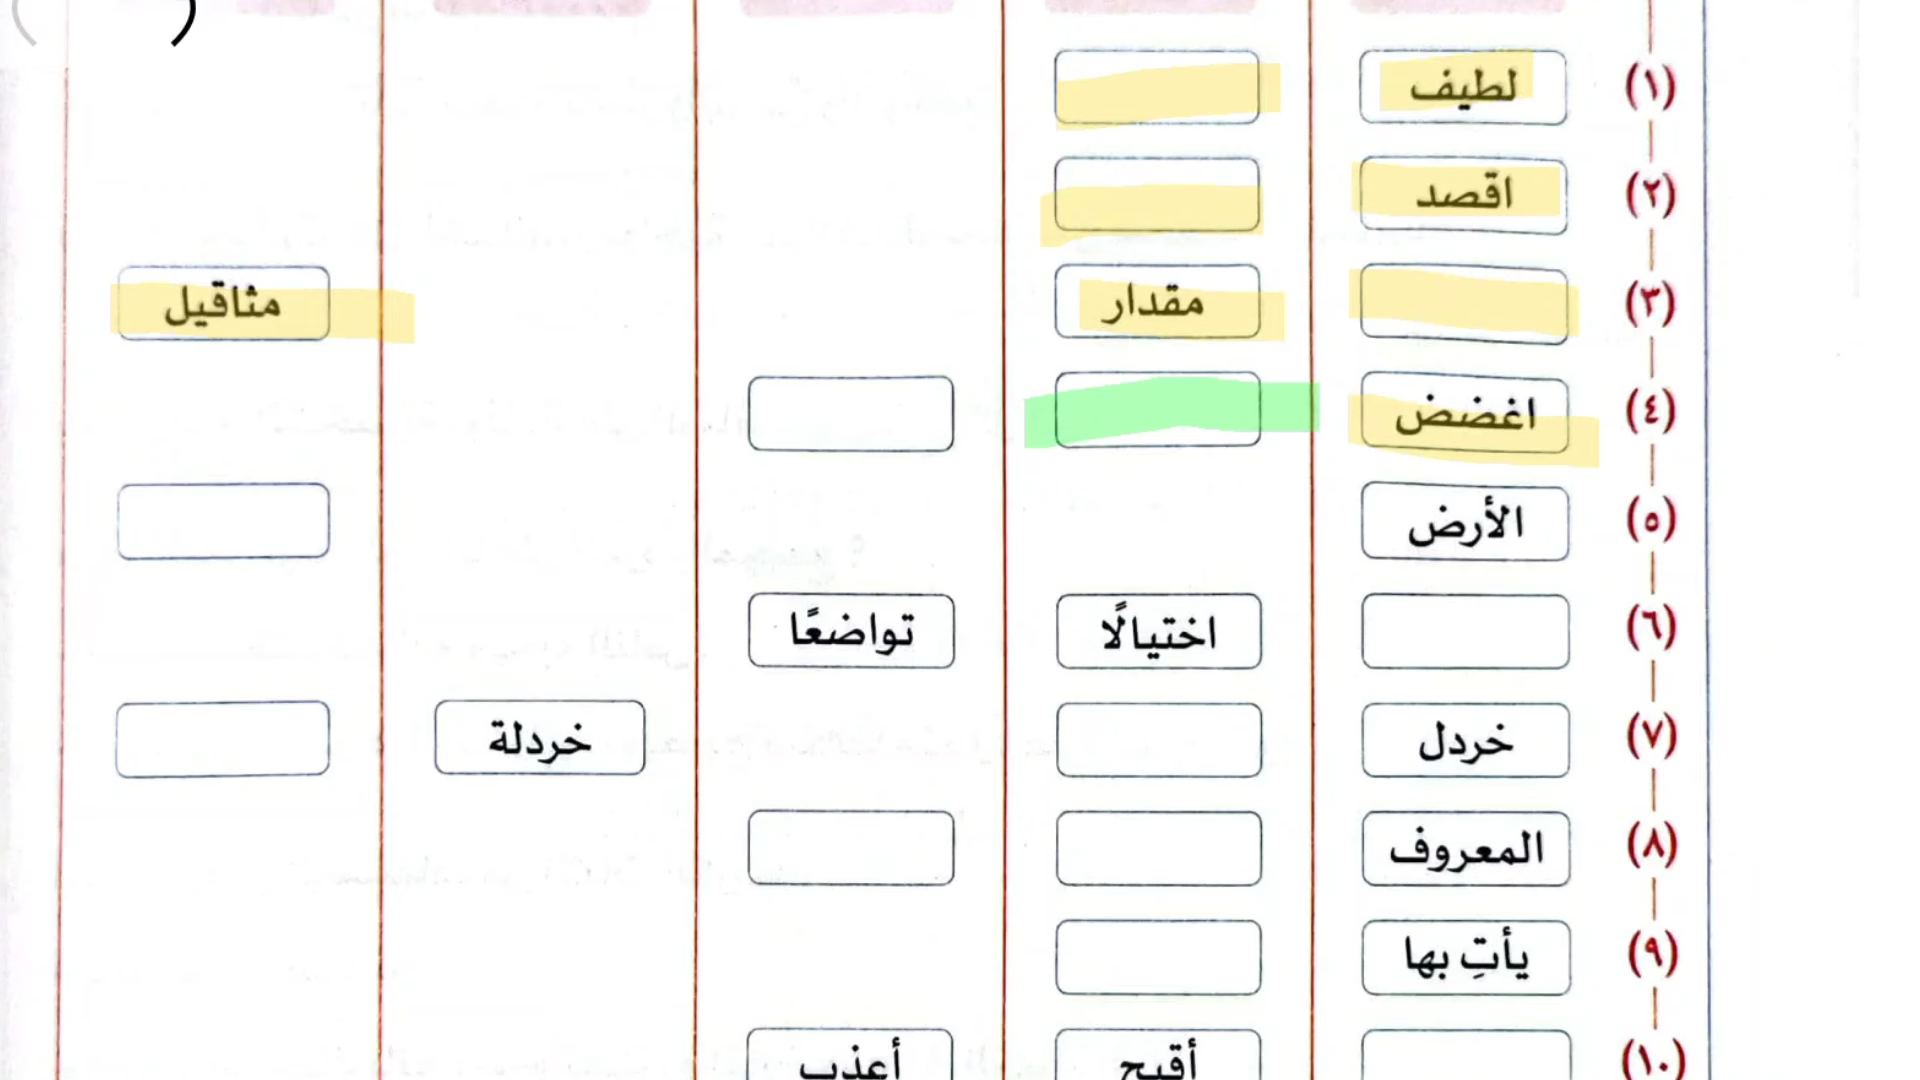 (١) لطيف
(٢) اقصد
(٣) مقدار مثاقيل
(٤) اغضض
(٥) الأرض
(٦) اختيالًا تواضعًا
(٧) خردل خردلة
(٨) المعروف
(٩) يأتِ بها
(١٠) أقبح أعذب